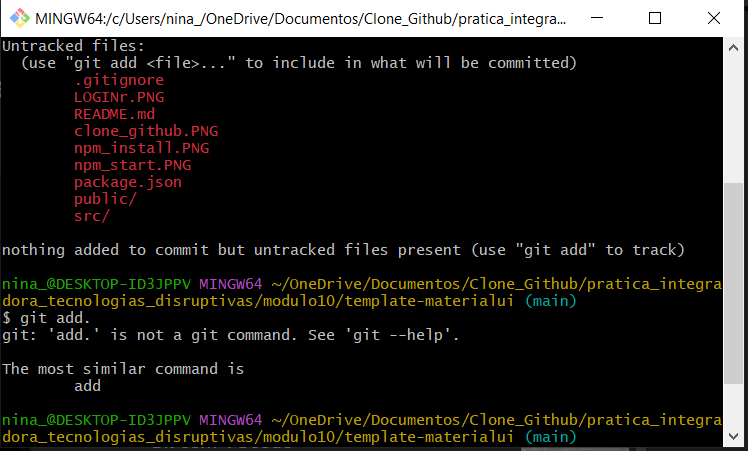 MINGW64:/c/Users/nina_/OneDrive/Documentos/Clone_Github/pratica_integra...
Untracked files:
  (use "git add <file>..." to include in what will be committed)
        .gitignore
        LOGINr.PNG
        README.md
        clone_github.PNG
        npm_install.PNG
        npm_start.PNG
        package.json
        public/
        src/

nothing added to commit but untracked files present (use "git add" to track)

nina_@DESKTOP-ID3JPPV MINGW64 ~/OneDrive/Documentos/Clone_Github/pratica_integra
dora_tecnologias_disruptivas/modulo10/template-materialui (main)
$ git add.
git: 'add.' is not a git command. See 'git --help'.

The most similar command is
        add

nina_@DESKTOP-ID3JPPV MINGW64 ~/OneDrive/Documentos/Clone_Github/pratica_integra
dora_tecnologias_disruptivas/modulo10/template-materialui (main)